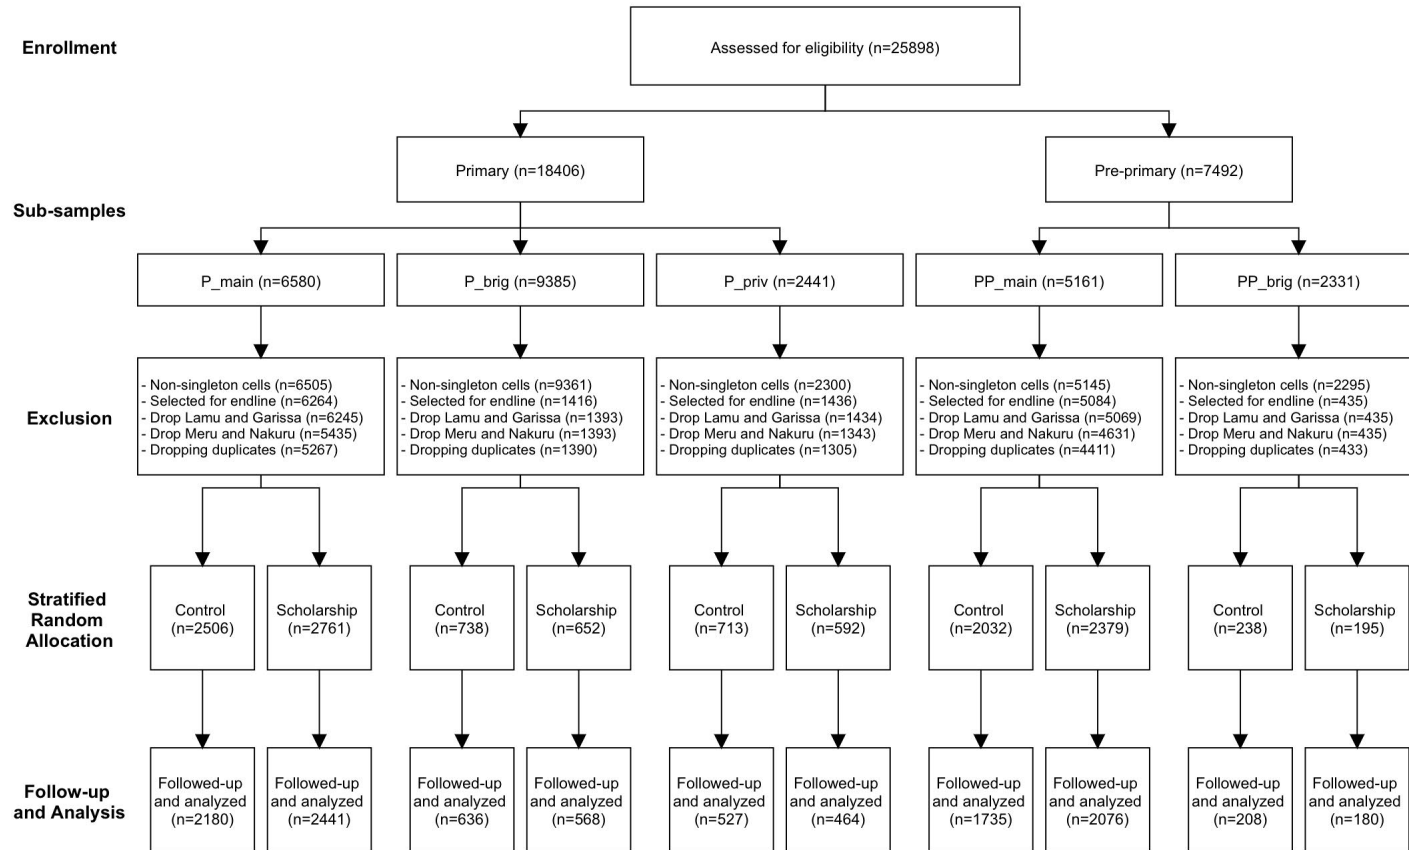 Enrollment
Assessed for eligibility (n=25898)
Primary (n=18406)
Pre-primary (n=7492)
Sub-samples
P_main (n=6580)
P_brig (n=9385)
P_priv (n=2441)
PP_main (n=5161)
PP_brig (n=2331)
Exclusion
- Non-singleton cells (n=6505)
- Selected for endline (n=6264)
- Drop Lamu and Garissa (n=6245)
- Drop Meru and Nakuru (n=5435)
- Dropping duplicates (n=5267)
- Non-singleton cells (n=9361)
- Selected for endline (n=1416)
- Drop Lamu and Garissa (n=1393)
- Drop Meru and Nakuru (n=1393)
- Dropping duplicates (n=1390)
- Non-singleton cells (n=2300)
- Selected for endline (n=1436)
- Drop Lamu and Garissa (n=1434)
- Drop Meru and Nakuru (n=1343)
- Dropping duplicates (n=1305)
- Non-singleton cells (n=5145)
- Selected for endline (n=5084)
- Drop Lamu and Garissa (n=5069)
- Drop Meru and Nakuru (n=4631)
- Dropping duplicates (n=4411)
- Non-singleton cells (n=2295)
- Selected for endline (n=435)
- Drop Lamu and Garissa (n=435)
- Drop Meru and Nakuru (n=435)
- Dropping duplicates (n=433)
Stratified
Random
Allocation
Control
(n=2506)
Scholarship
(n=2761)
Control
(n=738)
Scholarship
(n=652)
Control
(n=713)
Scholarship
(n=592)
Control
(n=2032)
Scholarship
(n=2379)
Control
(n=238)
Scholarship
(n=195)
Follow-up
and Analysis
Followed-up
and analyzed
(n=2180)
Followed-up
and analyzed
(n=2441)
Followed-up
and analyzed
(n=636)
Followed-up
and analyzed
(n=568)
Followed-up
and analyzed
(n=527)
Followed-up
and analyzed
(n=464)
Followed-up
and analyzed
(n=1735)
Followed-up
and analyzed
(n=2076)
Followed-up
and analyzed
(n=208)
Followed-up
and analyzed
(n=180)